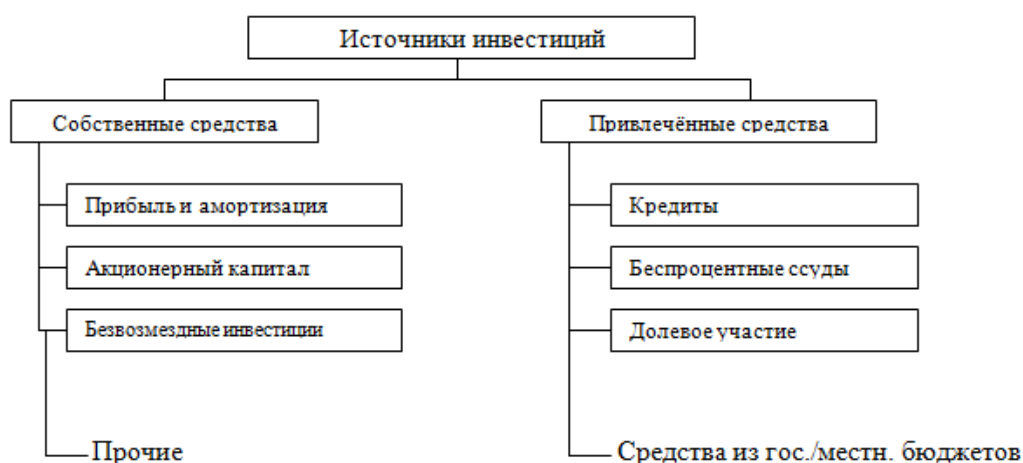 Источники инвестиций
Собственные средства
Привлечённые средства
Прибыль и амортизация
Кредиты
Акционерный капитал
Беспроцентные ссуды
Безвозмездные инвестиции
Долевое участие
Прочие
Средства из гос./местн. бюджетов